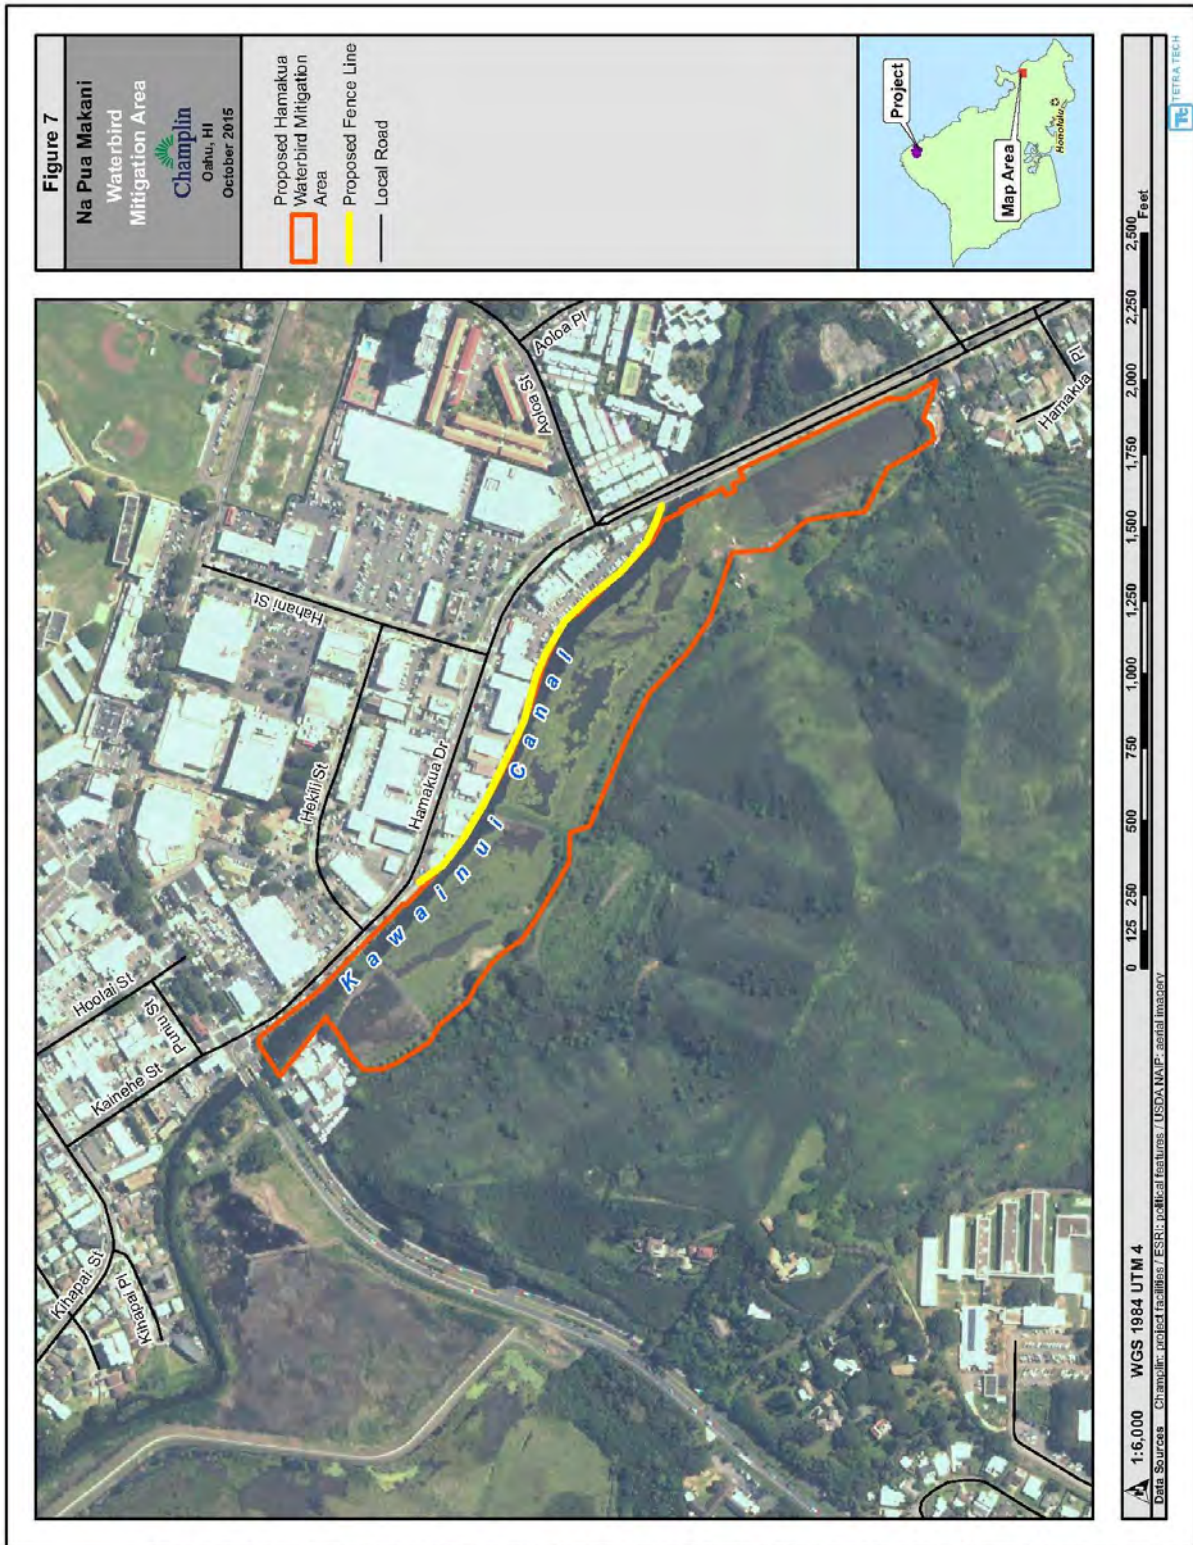 Figure 7
Na Pua Makani
Waterbird
Mitigation Area
Champlin
Oahu, HI
October 2015
Proposed Hamakua
Waterbird Mitigation
Area
Proposed Fence Line
Local Road
Project
Map Area
Honolulu
Kihapai St
Kihapai Pl
Kainehe St
Hoolai St
Puniu St
Hekili St
Hahani St
Hamakua Dr
Aoloa St
Aoloa Pl
Kawainui Canal
Hamakua Pl
1:6,000 WGS 1984 UTM 4
0 125 250 500 750 1,000 1,250 1,500 1,750 2,000 2,250 2,500
Feet
Data Sources Champlin: project facilities / ESRI: political features / USDA NAIP: aerial imagery
Tt TETRA TECH